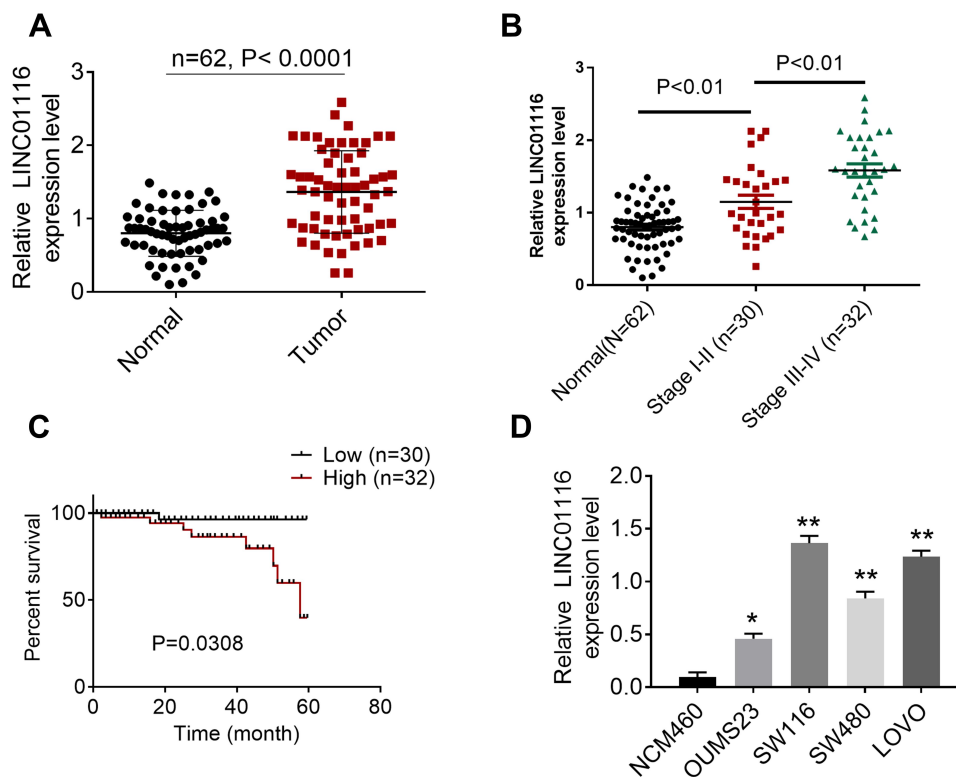 A
n=62, P< 0.0001
Relative LINC01116
expression level
3
2
1
0
Normal
Tumor
B
P<0.01
P<0.01
Relative LINC01116
expression level
3
2
1
0
Normal(N=62)
Stage I-II (n=30)
Stage III-IV (n=32)
C
Low (n=30)
High (n=32)
Percent survival
100
50
0
P=0.0308
0 20 40 60 80
Time (month)
D
Relative LINC01116
expression level
2.0
1.5
1.0
0.5
0.0
*
**
**
**
NCM460
OUMS23
SW116
SW480
LOVO